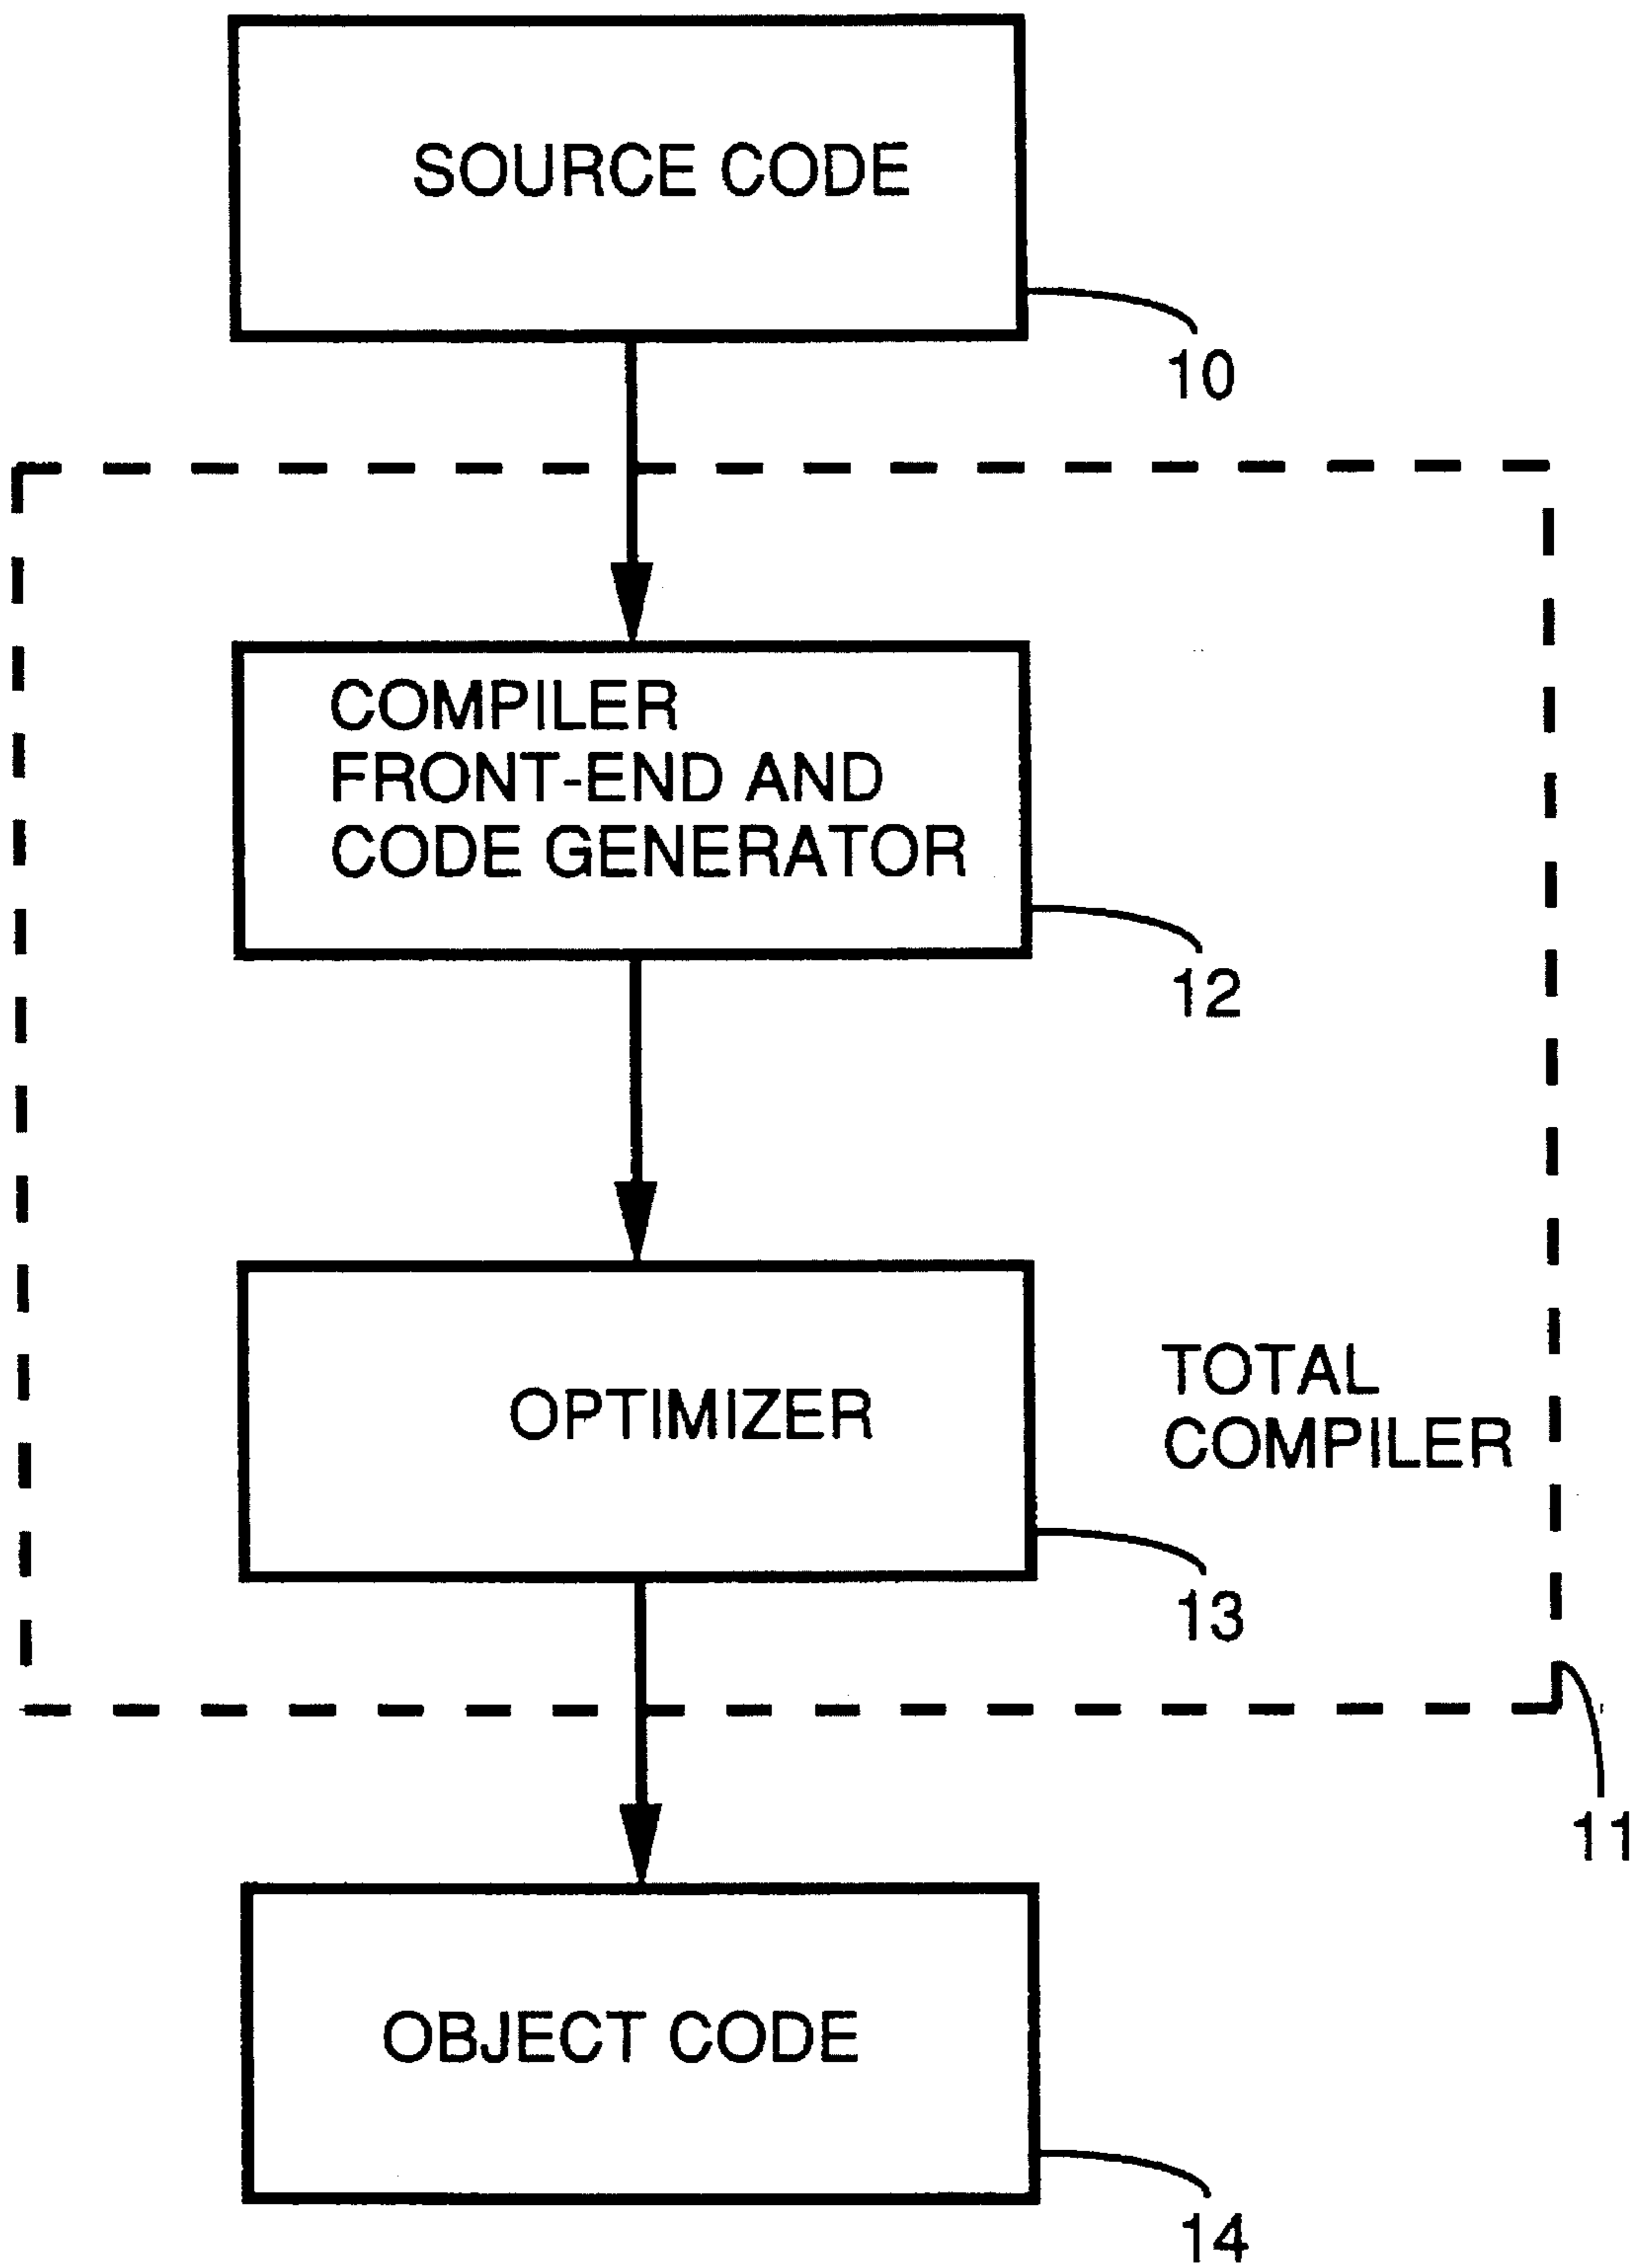 SOURCE CODE
10
COMPILER
FRONT-END AND
CODE GENERATOR
12
OPTIMIZER
TOTAL
COMPILER
13
11
OBJECT CODE
14